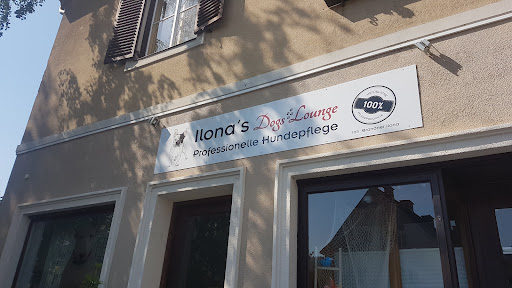 Ilona's Dogs Lounge
Professionelle Hundepflege
100%